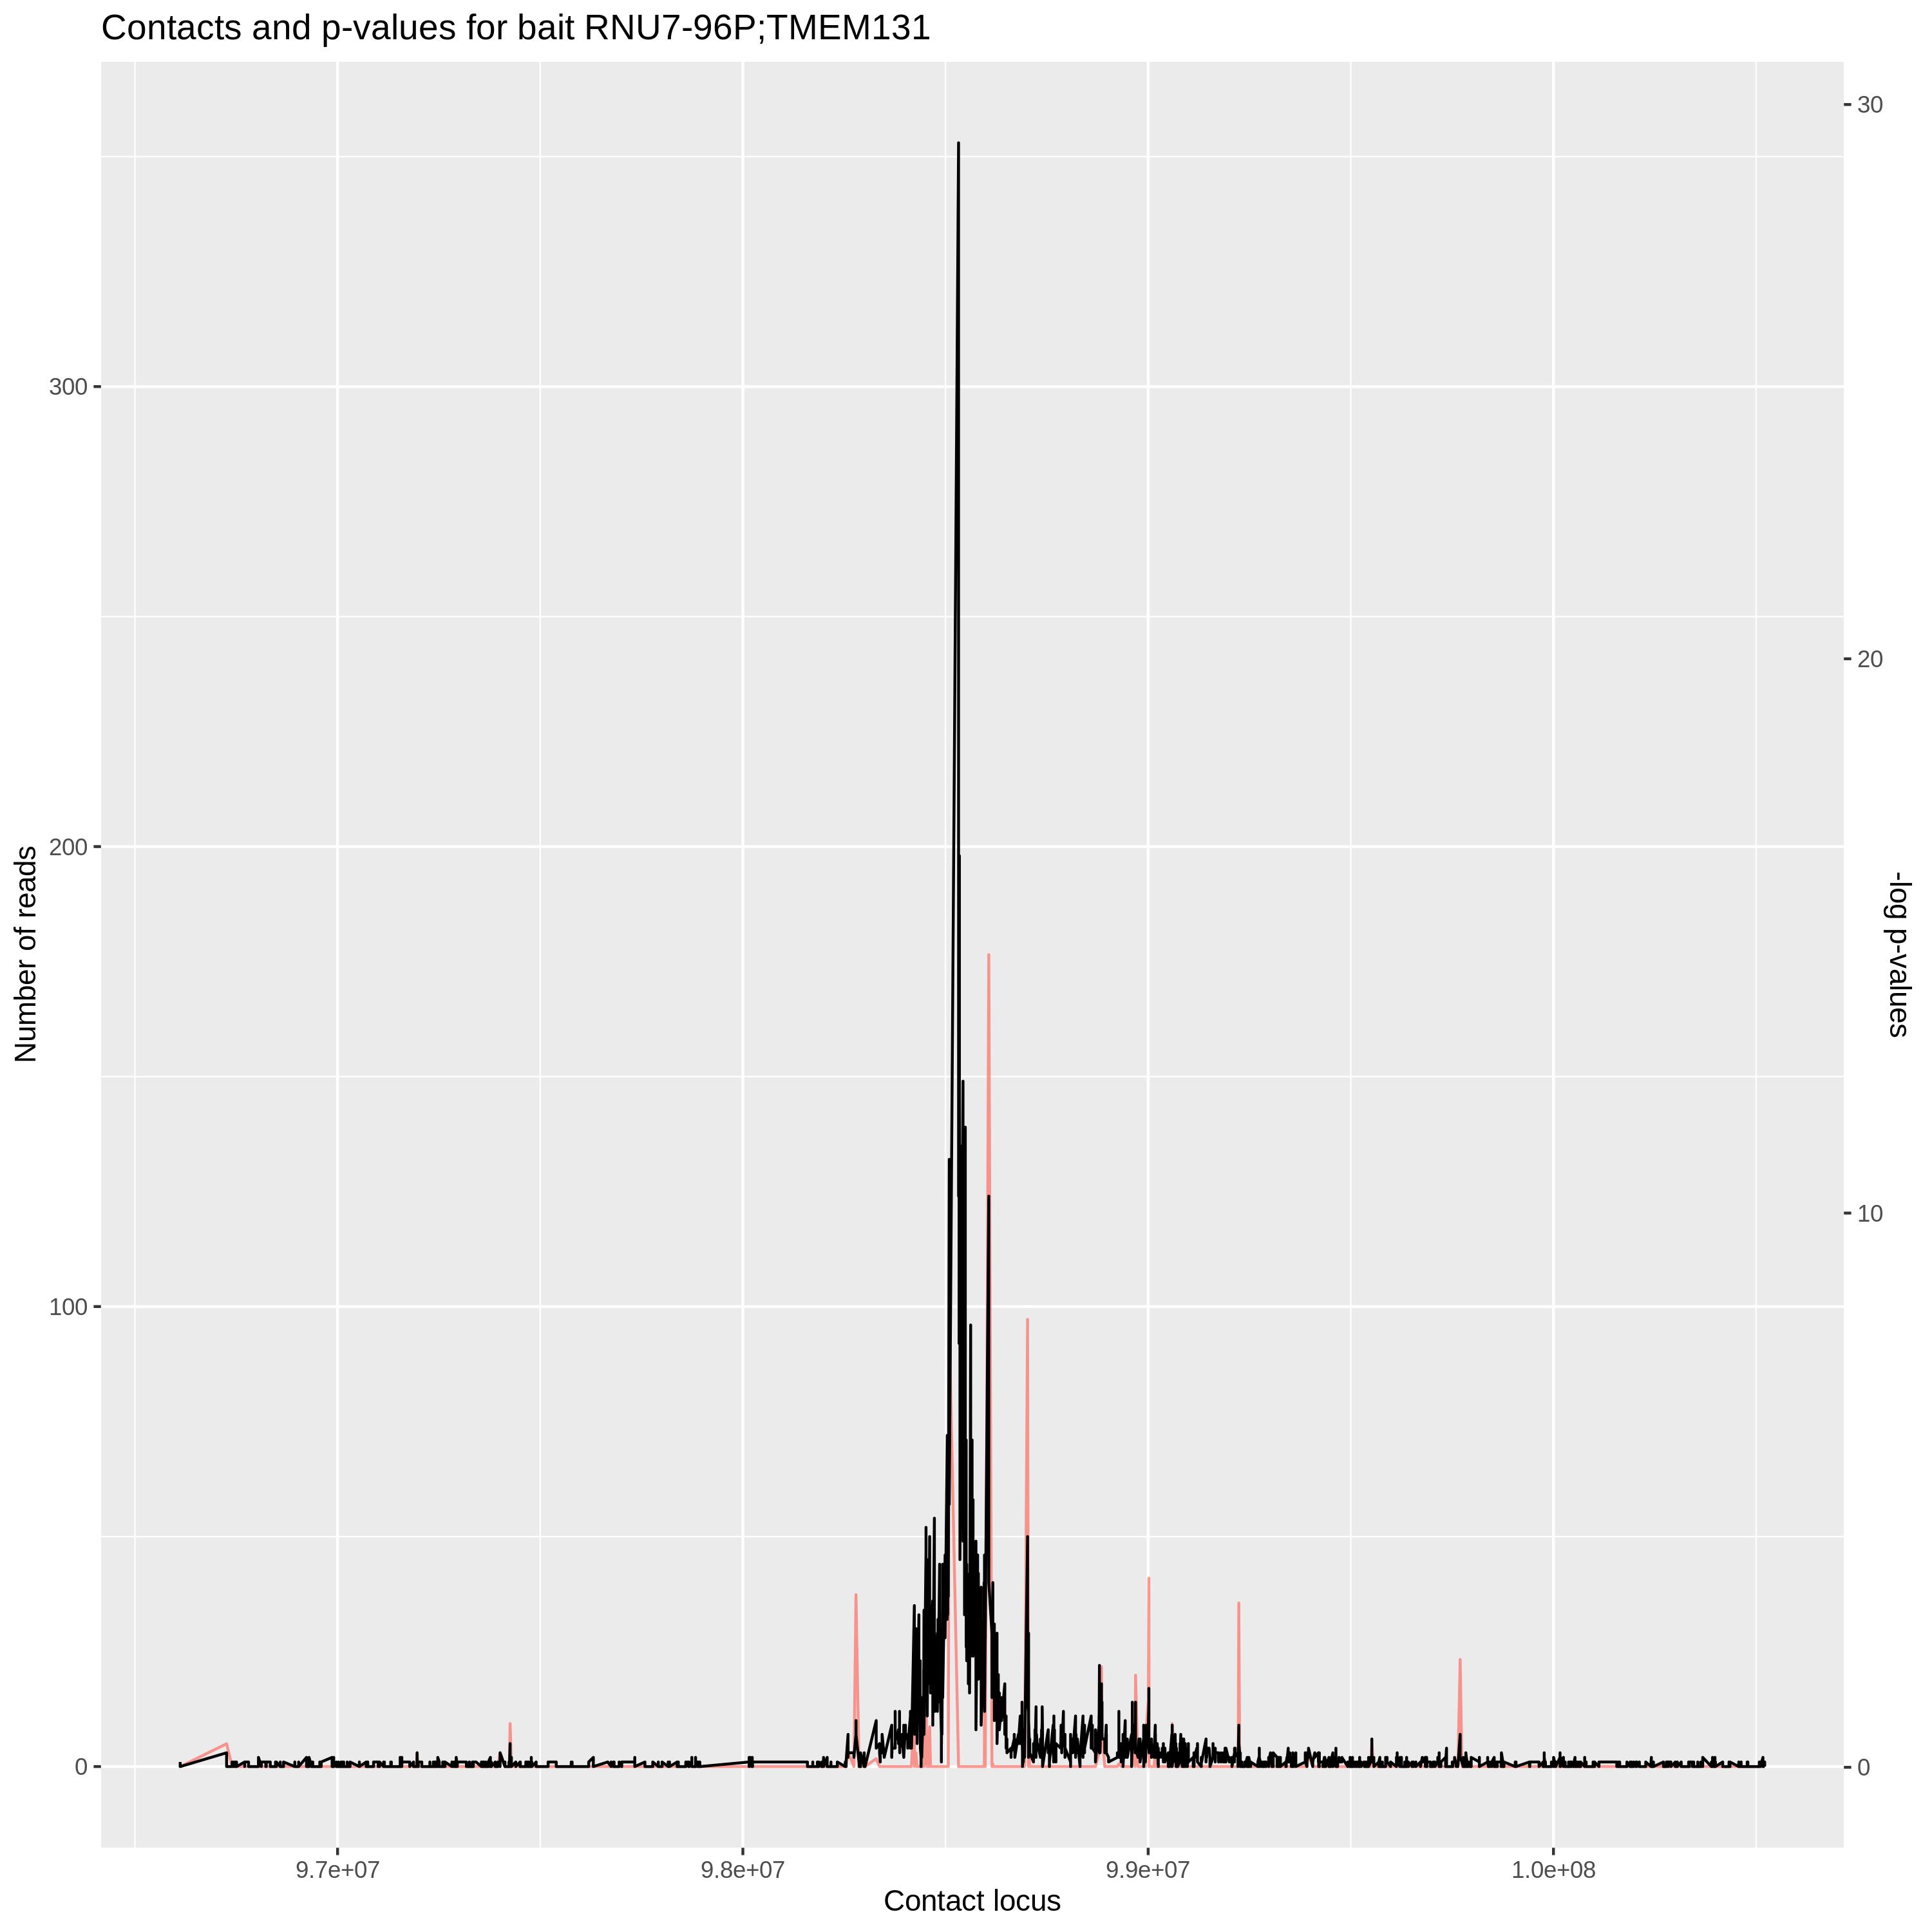 Contacts and p-values for bait RNU7-96P;TMEM131
30
300
20
200
Number of reads
-log p-values
10
100
0
0
9.7e+07
9.8e+07
9.9e+07
1.0e+08
Contact locus